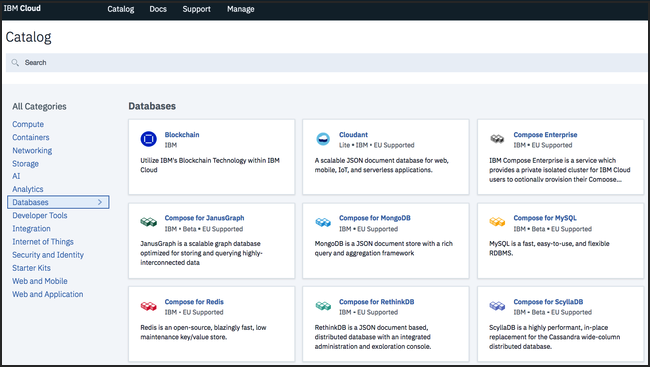 IBM Cloud Catalog Docs Support Manage
Catalog
Search
All Categories
Compute
Containers
Networking
Storage
AI
Analytics
Databases
Developer Tools
Integration
Internet of Things
Security and Identity
Starter Kits
Web and Mobile
Web and Application
Databases
Blockchain
IBM
Utilize IBM's Blockchain Technology within IBM
Cloud
Cloudant
Lite • IBM • EU Supported
A scalable JSON document database for web,
mobile, IoT, and serverless applications.
Compose Enterprise
IBM • EU Supported
IBM Compose Enterprise is a service which
provides a private isolated cluster for IBM Cloud
users to optionally provision their Compose...
Compose for JanusGraph
IBM • Beta • EU Supported
JanusGraph is a scalable graph database
optimized for storing and querying highly-
interconnected data
Compose for MongoDB
IBM • EU Supported
MongoDB is a JSON document store with a rich
query and aggregation framework
Compose for MySQL
IBM • Beta • EU Supported
MySQL is a fast, easy-to-use, and flexible
RDBMS.
Compose for Redis
IBM • EU Supported
Redis is an open-source, blazingly fast, low
maintenance key/value store.
Compose for RethinkDB
IBM • EU Supported
RethinkDB is a JSON document based,
distributed database with an integrated
administration and exploration console.
Compose for ScyllaDB
IBM • Beta • EU Supported
ScyllaDB is a highly performant, in-place
replacement for the Cassandra wide-column
distributed database.